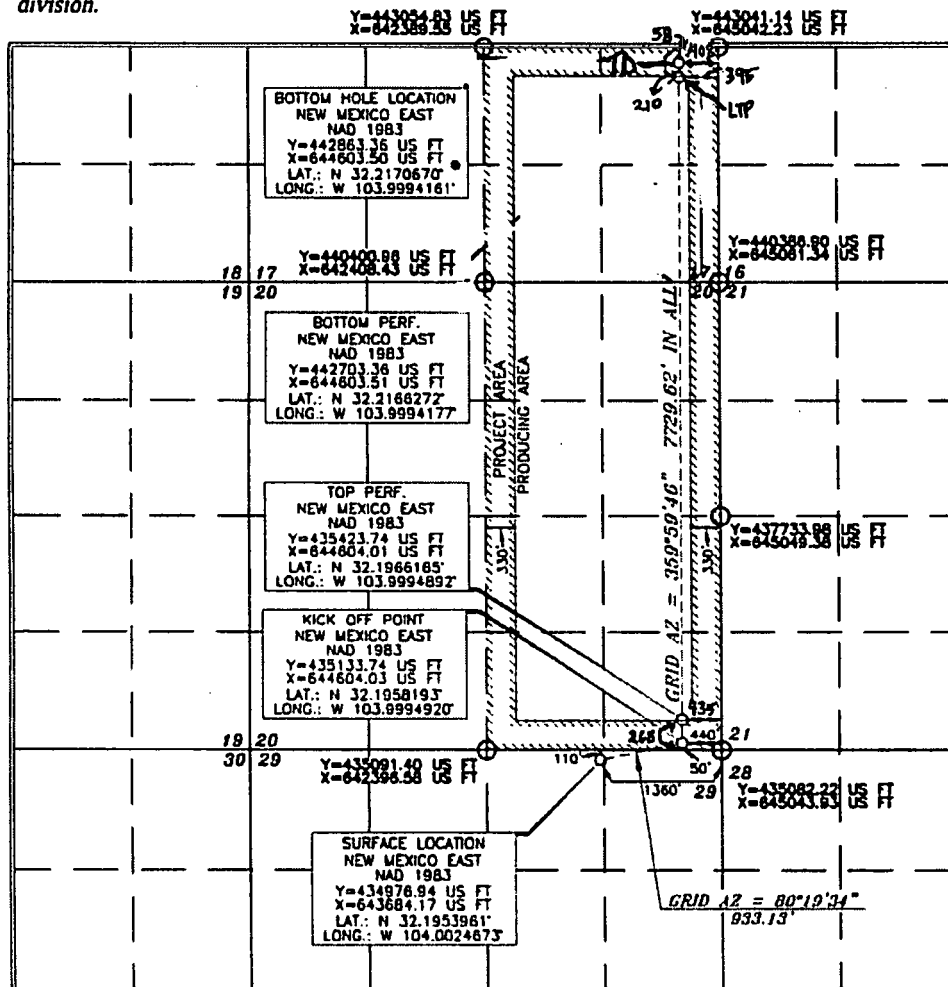 division.
Y=443054.83 US FT
X=642389.55 US FT
Y=443041.14 US FT
X=645042.23 US FT
210
395
LTP
BOTTOM HOLE LOCATION
NEW MEXICO EAST
NAD 1983
Y=442863.36 US FT
X=644603.50 US FT
LAT.: N 32.2170670°
LONG.: W 103.9994161°
Y=440400.98 US FT
X=642408.43 US FT
Y=440386.90 US FT
X=645061.34 US FT
18 17
19 20
17 16
20 21
BOTTOM PERF.
NEW MEXICO EAST
NAD 1983
Y=442703.36 US FT
X=644603.51 US FT
LAT.: N 32.2166272°
LONG.: W 103.9994177°
PROJECT AREA
PRODUCING AREA
GRID AZ = 359°59'46" 7729.62' IN ALL
TOP PERF.
NEW MEXICO EAST
NAD 1983
Y=435423.74 US FT
X=644604.01 US FT
LAT.: N 32.1966165°
LONG.: W 103.9994892°
330'
330'
Y=437733.98 US FT
X=645049.36 US FT
KICK OFF POINT
NEW MEXICO EAST
NAD 1983
Y=435133.74 US FT
X=644604.03 US FT
LAT.: N 32.1958193°
LONG.: W 103.9994920°
435
440
50'
19 20
30 29
21
28
29
110
1360'
Y=435091.40 US FT
X=642396.58 US FT
Y=435082.22 US FT
X=645043.93 US FT
SURFACE LOCATION
NEW MEXICO EAST
NAD 1983
Y=434976.94 US FT
X=643684.17 US FT
LAT.: N 32.1953961°
LONG.: W 104.0024673°
GRID AZ = 80°19'34"
933.13'